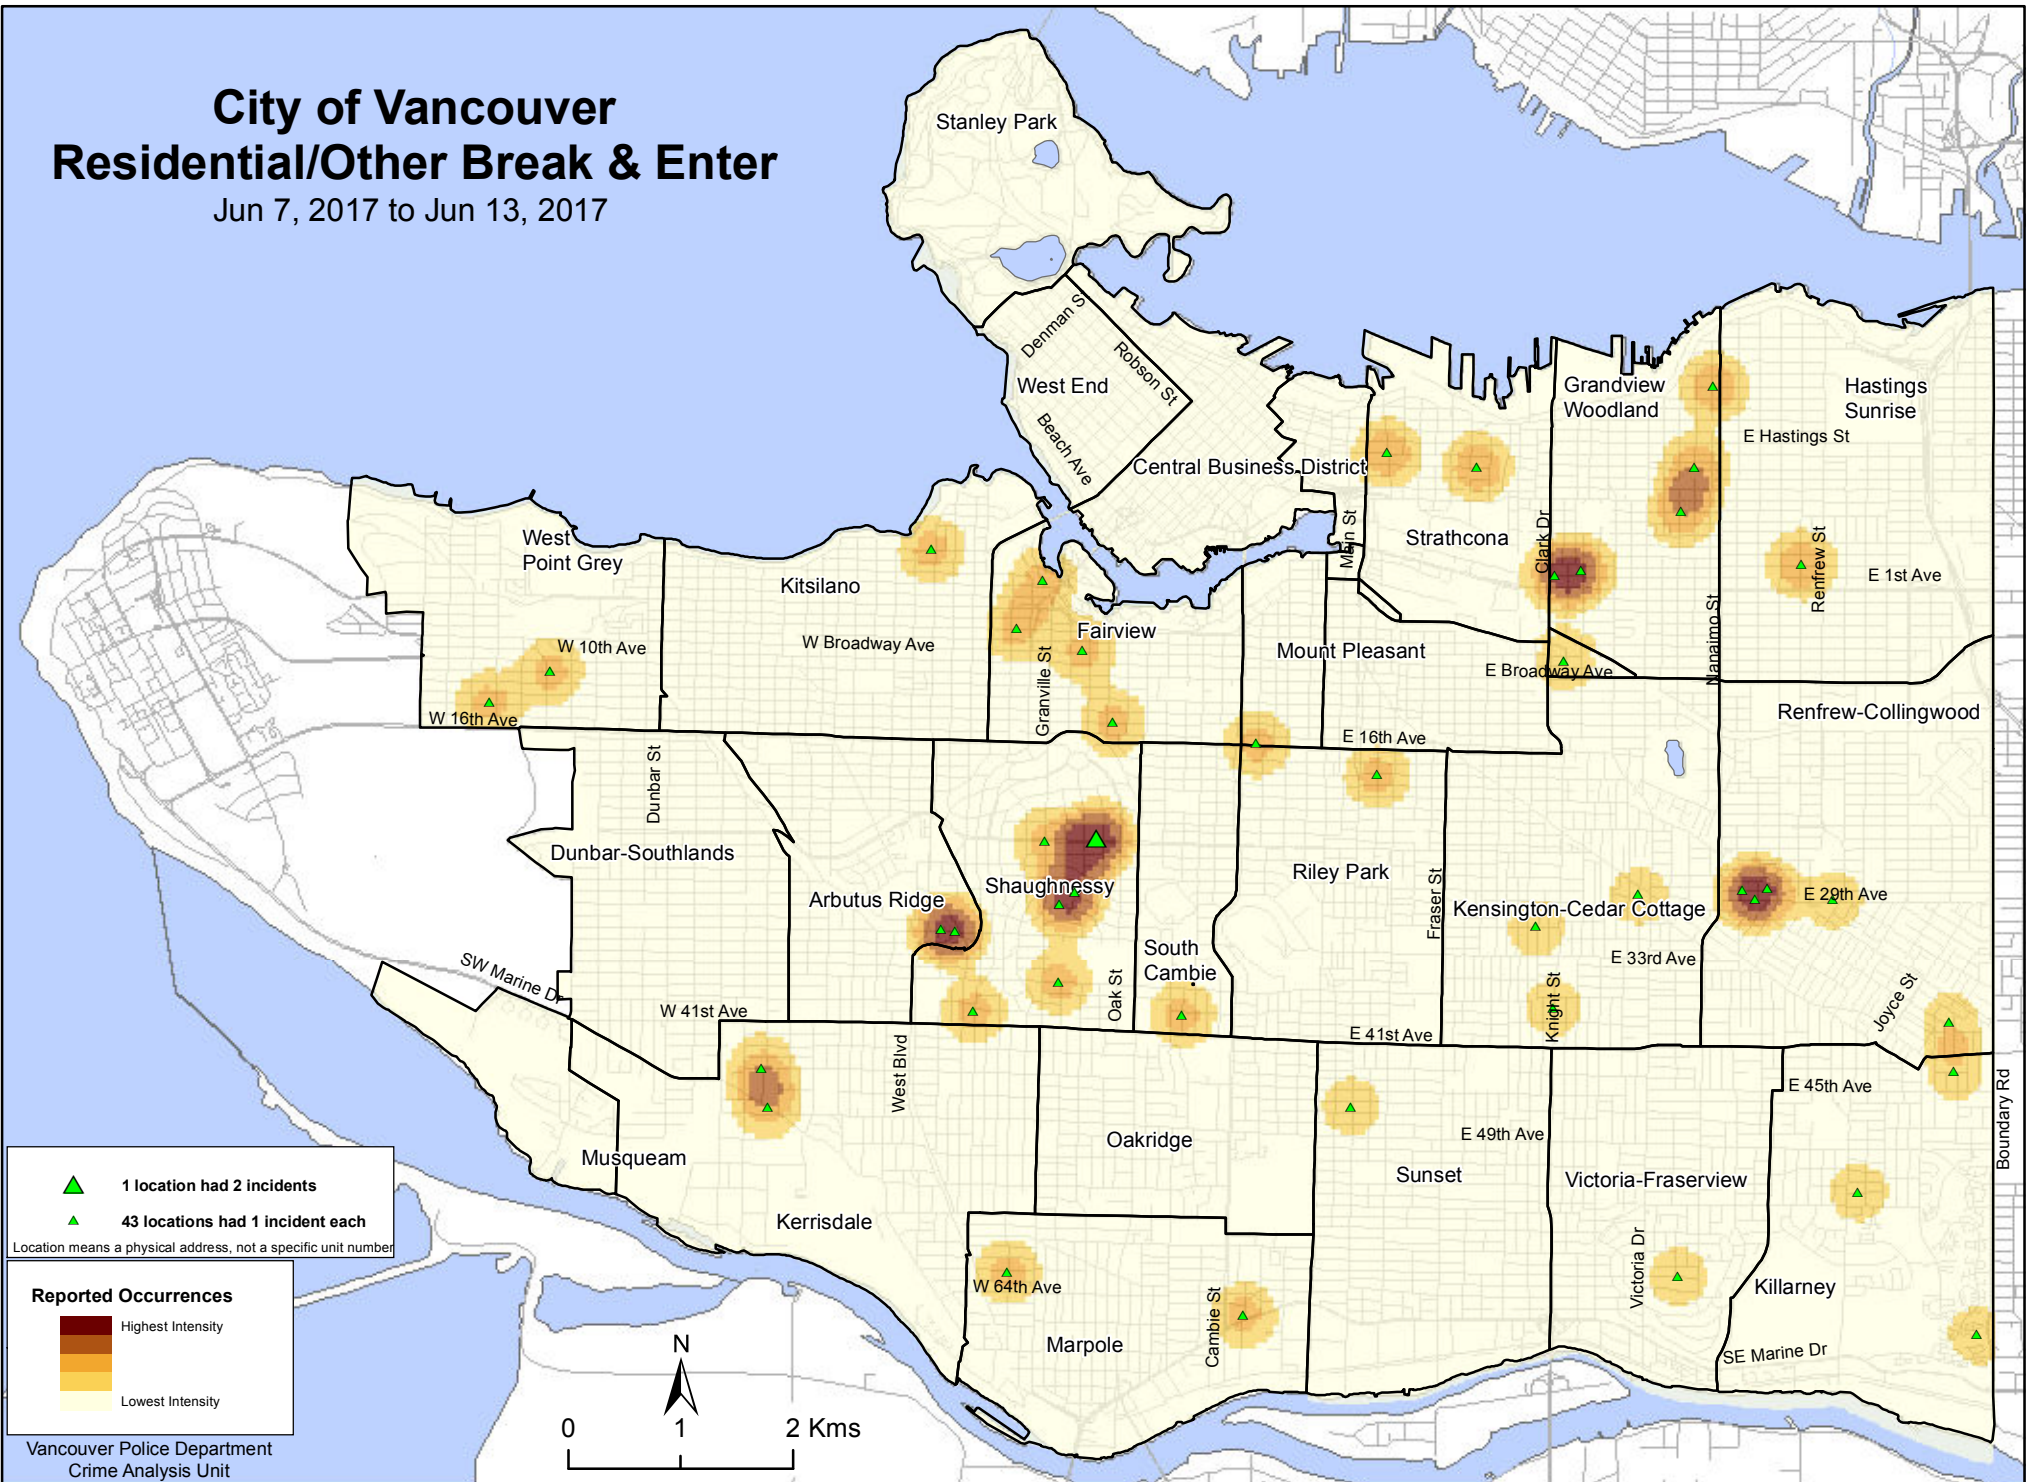 City of Vancouver
Residential/Other Break & Enter
Jun 7, 2017 to Jun 13, 2017
Stanley Park
Denman S
Robson St
West End
Beach Ave
Central Business District
Grandview
Woodland
Hastings
Sunrise
E Hastings St
Main St
Strathcona
Clark Dr
Renfrew St
E 1st Ave
Nanaimo St
West
Point Grey
Kitsilano
W 10th Ave
W Broadway Ave
Fairview
Granville St
Mount Pleasant
E Broadway Ave
W 16th Ave
E 16th Ave
Renfrew-Collingwood
Dunbar St
Dunbar-Southlands
Arbutus Ridge
Shaughnessy
Riley Park
Fraser St
Kensington-Cedar Cottage
E 29th Ave
South
Cambie
E 33rd Ave
SW Marine Dr
W 41st Ave
Oak St
E 41st Ave
Knight St
Joyce St
West Blvd
E 45th Ave
Boundary Rd
Oakridge
E 49th Ave
Sunset
Victoria-Fraserview
Musqueam
Kerrisdale
W 64th Ave
Cambie St
Marpole
Victoria Dr
Killarney
SE Marine Dr
1 location had 2 incidents
43 locations had 1 incident each
Location means a physical address, not a specific unit number
Reported Occurrences
Highest Intensity
Lowest Intensity
Vancouver Police Department
Crime Analysis Unit
N
0 1 2 Kms